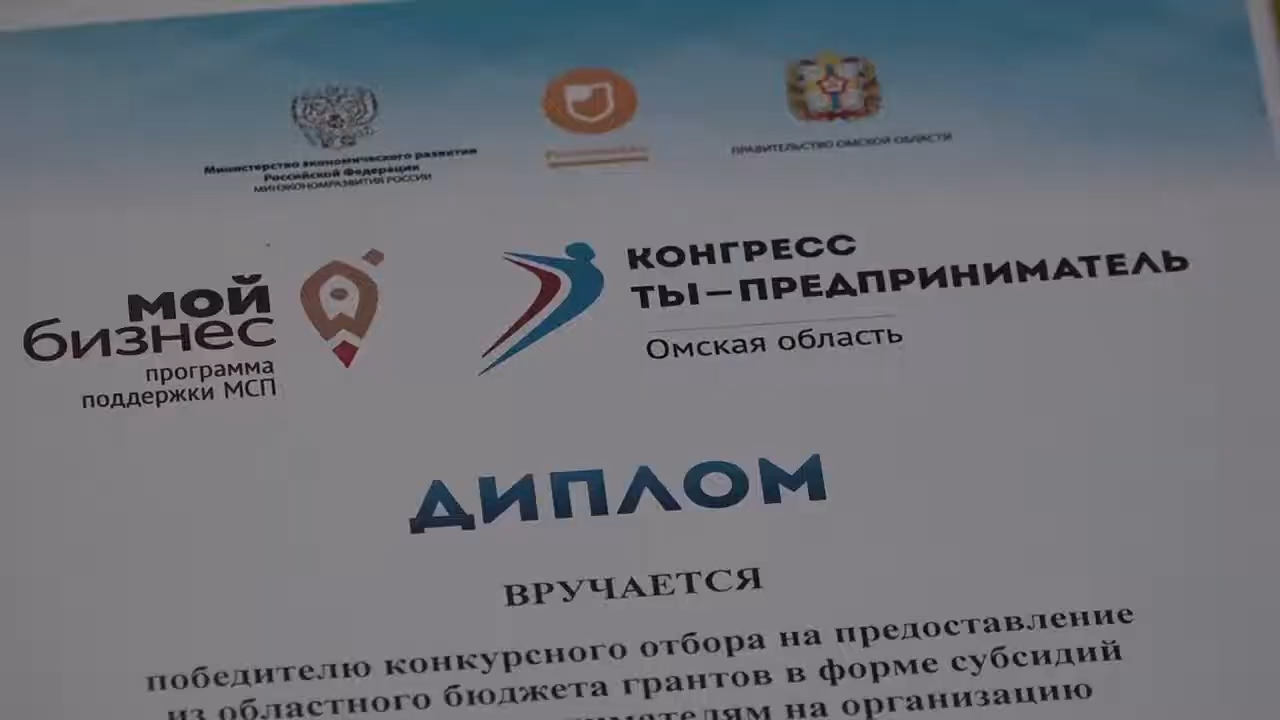 Министерство экономического развития
Российской Федерации
МИНЭКОНОМРАЗВИТИЯ РОССИИ
ПРАВИТЕЛЬСТВО ОМСКОЙ ОБЛАСТИ
МОЙ
бизнес
программа
поддержки МСП
КОНГРЕСС
ТЫ–ПРЕДПРИНИМАТЕЛЬ
Омская область
ДИПЛОМ
ВРУЧАЕТСЯ
победителю конкурсного отбора на предоставление
из областного бюджета грантов в форме субсидий
на организацию